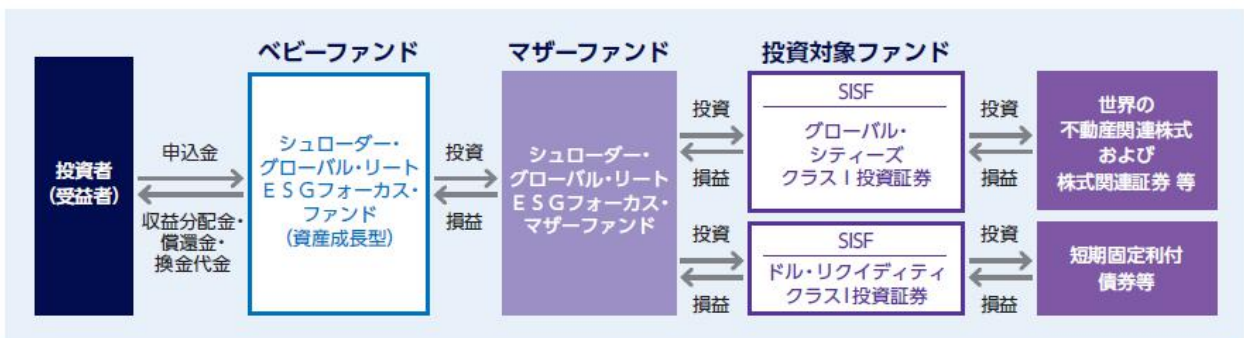 ベビーファンド
マザーファンド
投資対象ファンド
投資者
(受益者)
申込金
収益分配金・
償還金・
換金代金
シュローダー・
グローバル・リート
ESGフォーカス・
ファンド
(資産成長型)
投資
損益
シュローダー・
グローバル・リート
ESGフォーカス・
マザーファンド
投資
損益
SISF
グローバル・
シティーズ
クラスI投資証券
投資
損益
世界の
不動産関連株式
および
株式関連証券 等
投資
損益
SISF
ドル・リクイディティ
クラスI投資証券
投資
損益
短期固定利付
債券等